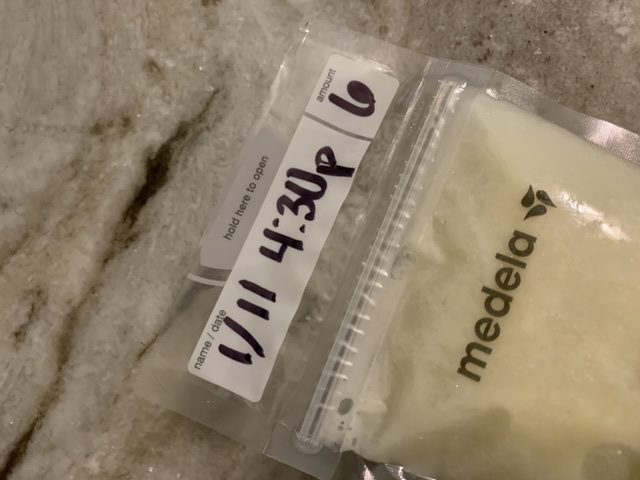 amount
6
hold here to open
name / date
1/11 4:30p
medela